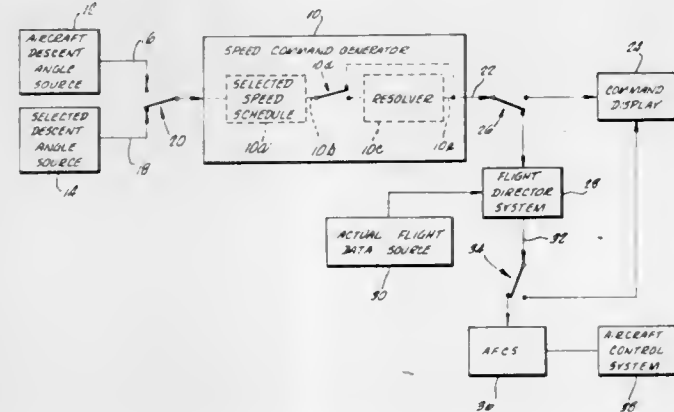 12
AIRCRAFT
DESCENT
ANGLE
SOURCE
16
SELECTED
DESCENT
ANGLE
SOURCE
18
14
20
10
SPEED COMMAND GENERATOR
10d
SELECTED
SPEED
SCHEDULE
10a
10b
RESOLVER
10c
22
26
COMMAND
DISPLAY
FLIGHT
DIRECTOR
SYSTEM
28
ACTUAL FLIGHT
DATA SOURCE
30
32
34
AFCS
AIRCRAFT
CONTROL
SYSTEM